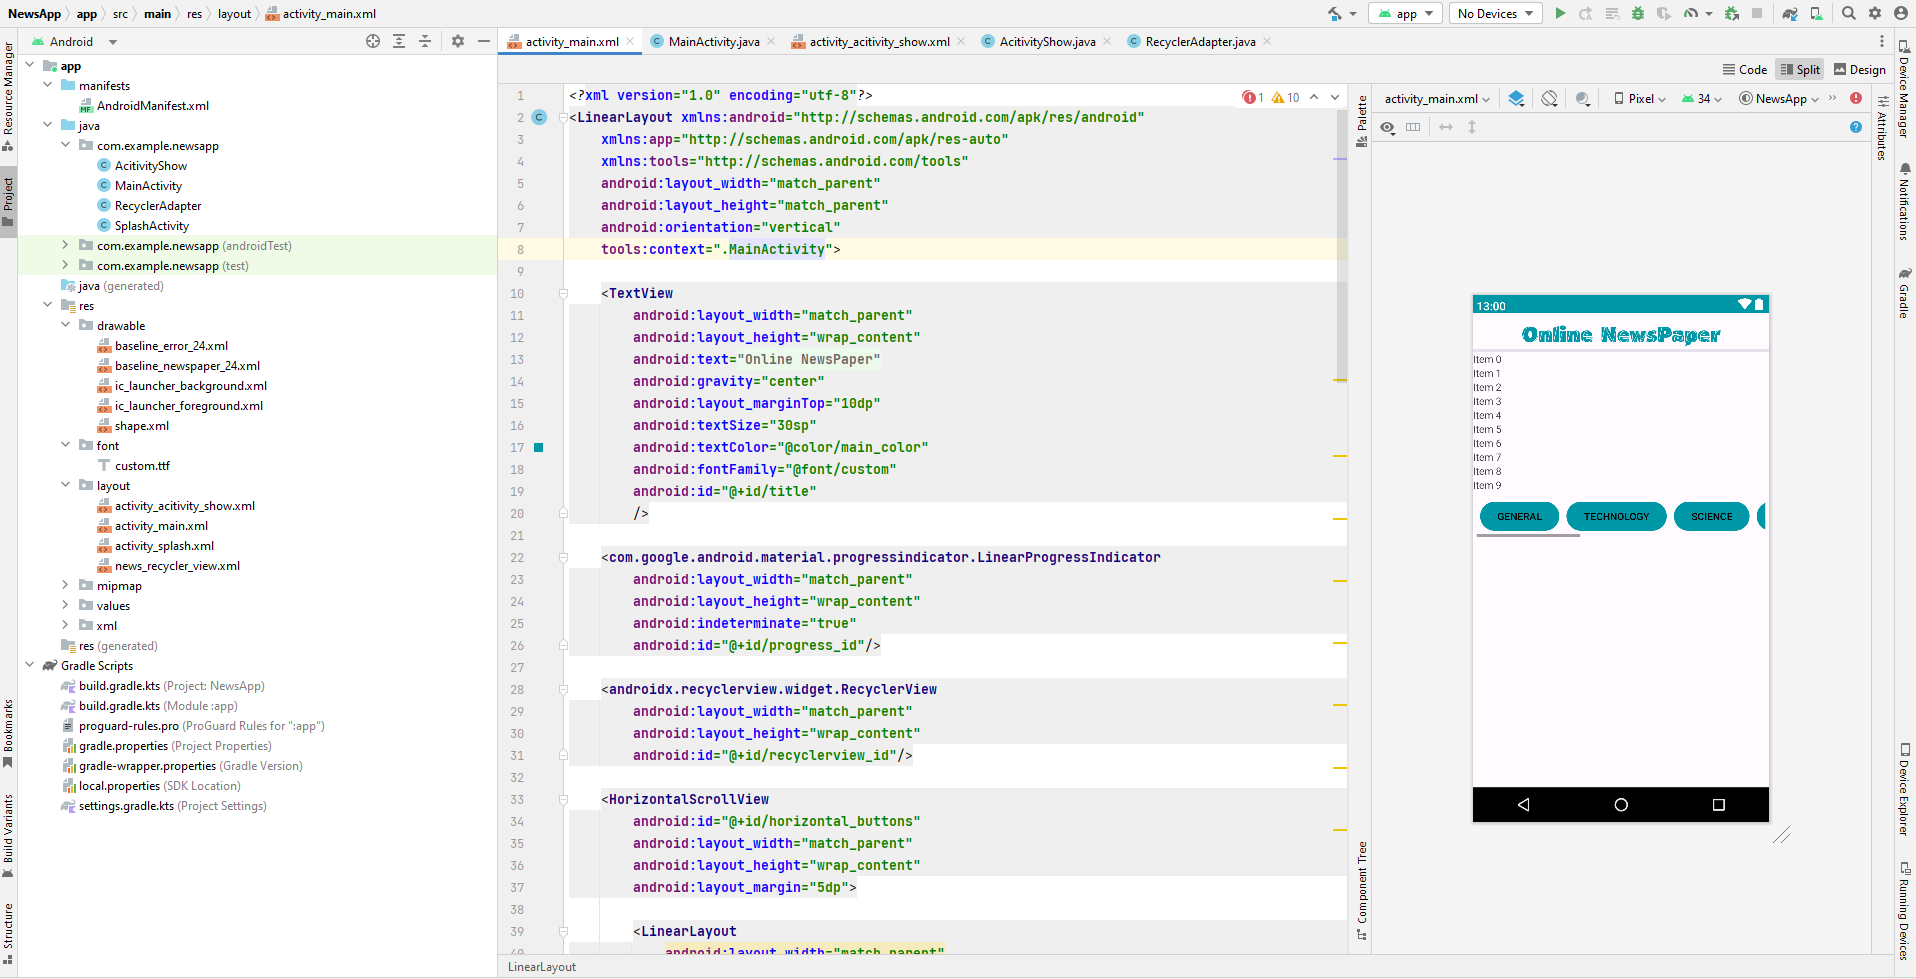 NewsApp app src main res layout activity_main.xml
app No Devices
Android
activity_main.xml MainActivity.java activity_acitivity_show.xml AcitivityShow.java RecyclerAdapter.java
Code Split Design
Resource Manager
Project
Bookmarks
Build Variants
Structure
app
manifests
AndroidManifest.xml
java
com.example.newsapp
AcitivityShow
MainActivity
RecyclerAdapter
SplashActivity
com.example.newsapp (androidTest)
com.example.newsapp (test)
java (generated)
res
drawable
baseline_error_24.xml
baseline_newspaper_24.xml
ic_launcher_background.xml
ic_launcher_foreground.xml
shape.xml
font
custom.ttf
layout
activity_acitivity_show.xml
activity_main.xml
activity_splash.xml
news_recycler_view.xml
mipmap
values
xml
res (generated)
Gradle Scripts
build.gradle.kts (Project: NewsApp)
build.gradle.kts (Module :app)
proguard-rules.pro (ProGuard Rules for ":app")
gradle.properties (Project Properties)
gradle-wrapper.properties (Gradle Version)
local.properties (SDK Location)
settings.gradle.kts (Project Settings)
1 <?xml version="1.0" encoding="utf-8"?>
1 10
2 <LinearLayout xmlns:android="http://schemas.android.com/apk/res/android"
3 xmlns:app="http://schemas.android.com/apk/res-auto"
4 xmlns:tools="http://schemas.android.com/tools"
5 android:layout_width="match_parent"
6 android:layout_height="match_parent"
7 android:orientation="vertical"
8 tools:context=".MainActivity">
9
10 <TextView
11 android:layout_width="match_parent"
12 android:layout_height="wrap_content"
13 android:text="Online NewsPaper"
14 android:gravity="center"
15 android:layout_marginTop="10dp"
16 android:textSize="30sp"
17 android:textColor="@color/main_color"
18 android:fontFamily="@font/custom"
19 android:id="@+id/title"
20 />
21
22 <com.google.android.material.progressindicator.LinearProgressIndicator
23 android:layout_width="match_parent"
24 android:layout_height="wrap_content"
25 android:indeterminate="true"
26 android:id="@+id/progress_id"/>
27
28 <androidx.recyclerview.widget.RecyclerView
29 android:layout_width="match_parent"
30 android:layout_height="wrap_content"
31 android:id="@+id/recyclerview_id"/>
32
33 <HorizontalScrollView
34 android:id="@+id/horizontal_buttons"
35 android:layout_width="match_parent"
36 android:layout_height="wrap_content"
37 android:layout_margin="5dp">
38
39 <LinearLayout
40 android:layout_width="match_parent"
LinearLayout
Palette
Component Tree
activity_main.xml Pixel 34 NewsApp
13:00
Online NewsPaper
Item 0
Item 1
Item 2
Item 3
Item 4
Item 5
Item 6
Item 7
Item 8
Item 9
GENERAL TECHNOLOGY SCIENCE
Attributes
Device Manager
Notifications
Gradle
Device Explorer
Running Devices